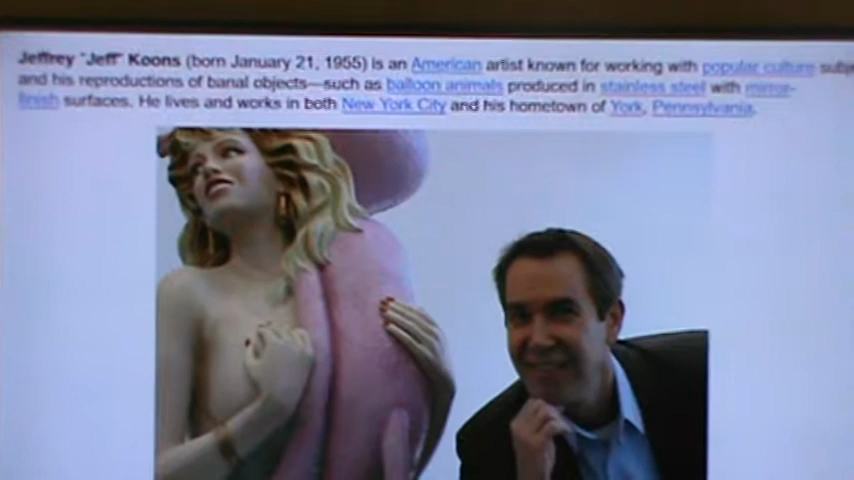 Jeffrey "Jeff" Koons (born January 21, 1955) is an American artist known for working with popular culture
and his reproductions of banal objects—such as balloon animals produced in stainless steel with mirror-
finish surfaces. He lives and works in both New York City and his hometown of York, Pennsylvania.